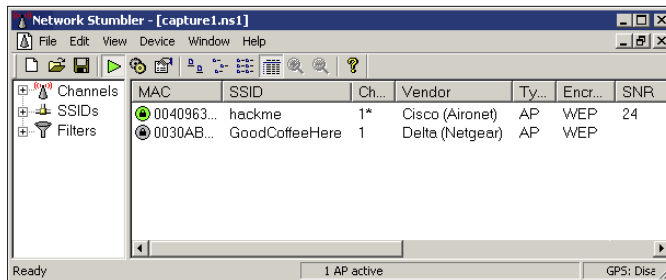 Network Stumbler - [capture1.ns1]
File Edit View Device Window Help
Channels
SSIDs
Filters
MAC SSID Ch... Vendor Ty... Encr... SNR
0040963... hackme 1* Cisco (Aironet) AP WEP 24
0030AB... GoodCoffeeHere 1 Delta (Netgear) AP WEP
Ready 1 AP active GPS: Disa